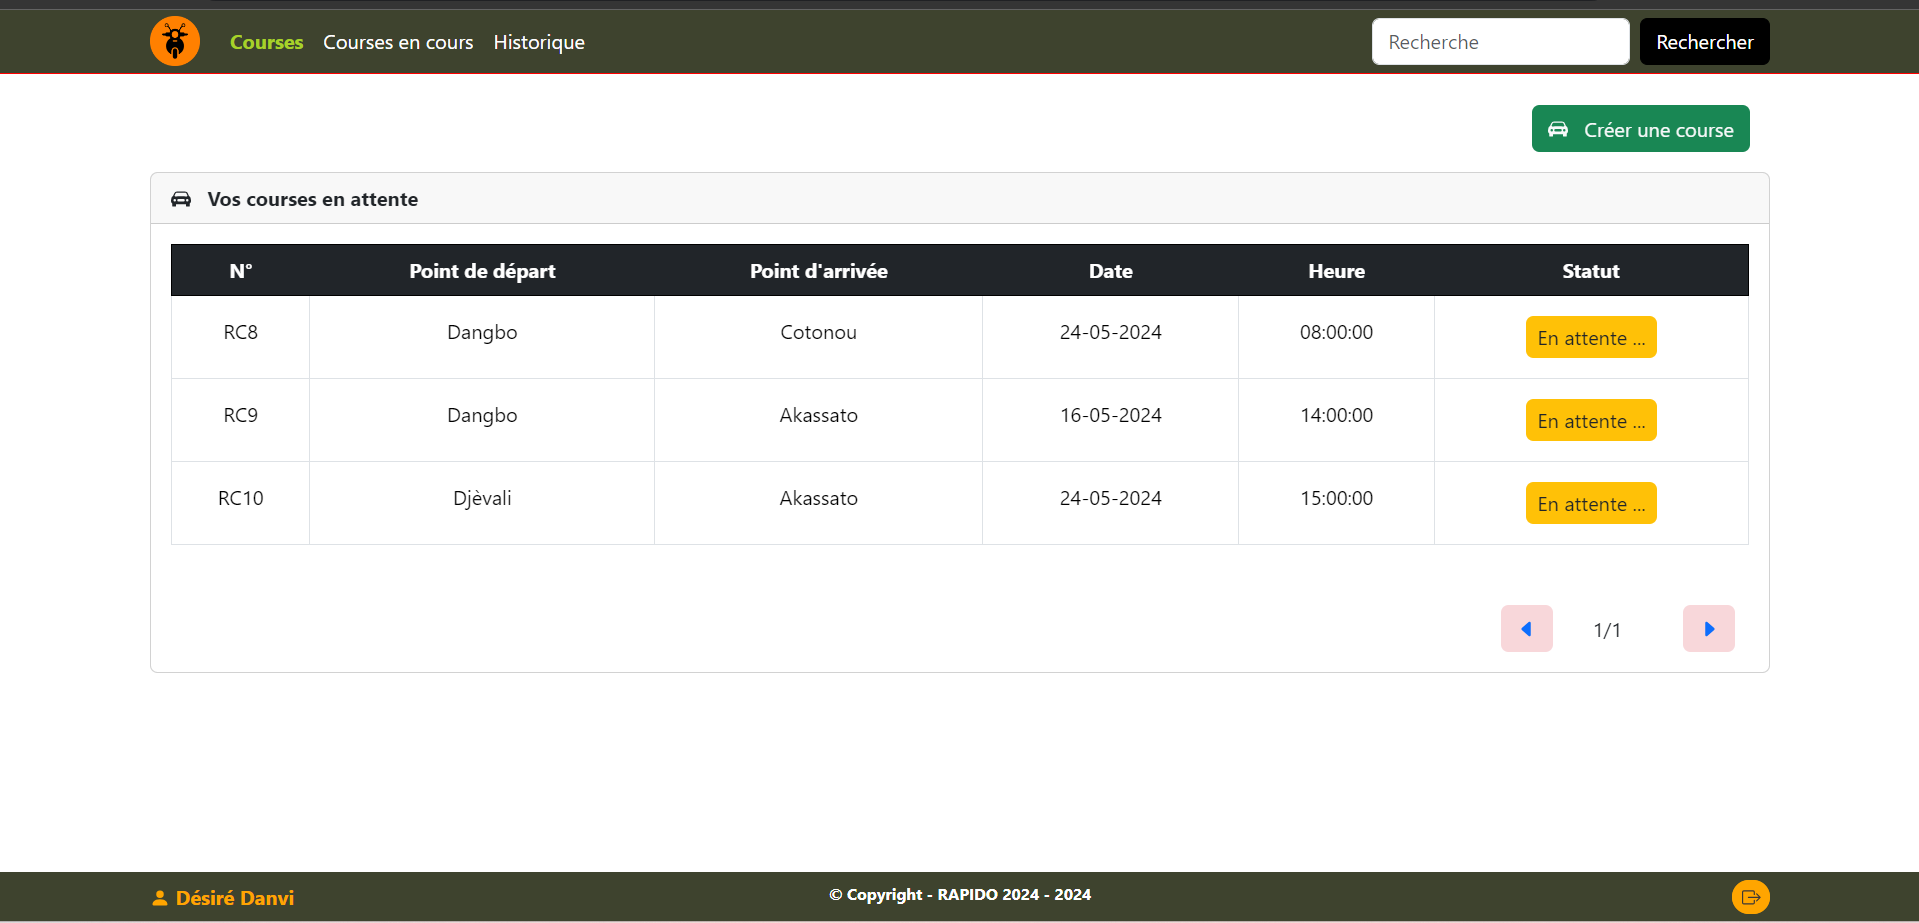 Courses Courses en cours Historique Recherche Rechercher
Créer une course
Vos courses en attente
N° Point de départ Point d'arrivée Date Heure Statut
RC8 Dangbo Cotonou 24-05-2024 08:00:00 En attente ...
RC9 Dangbo Akassato 16-05-2024 14:00:00 En attente ...
RC10 Djèvali Akassato 24-05-2024 15:00:00 En attente ...
1/1
Désiré Danvi © Copyright - RAPIDO 2024 - 2024